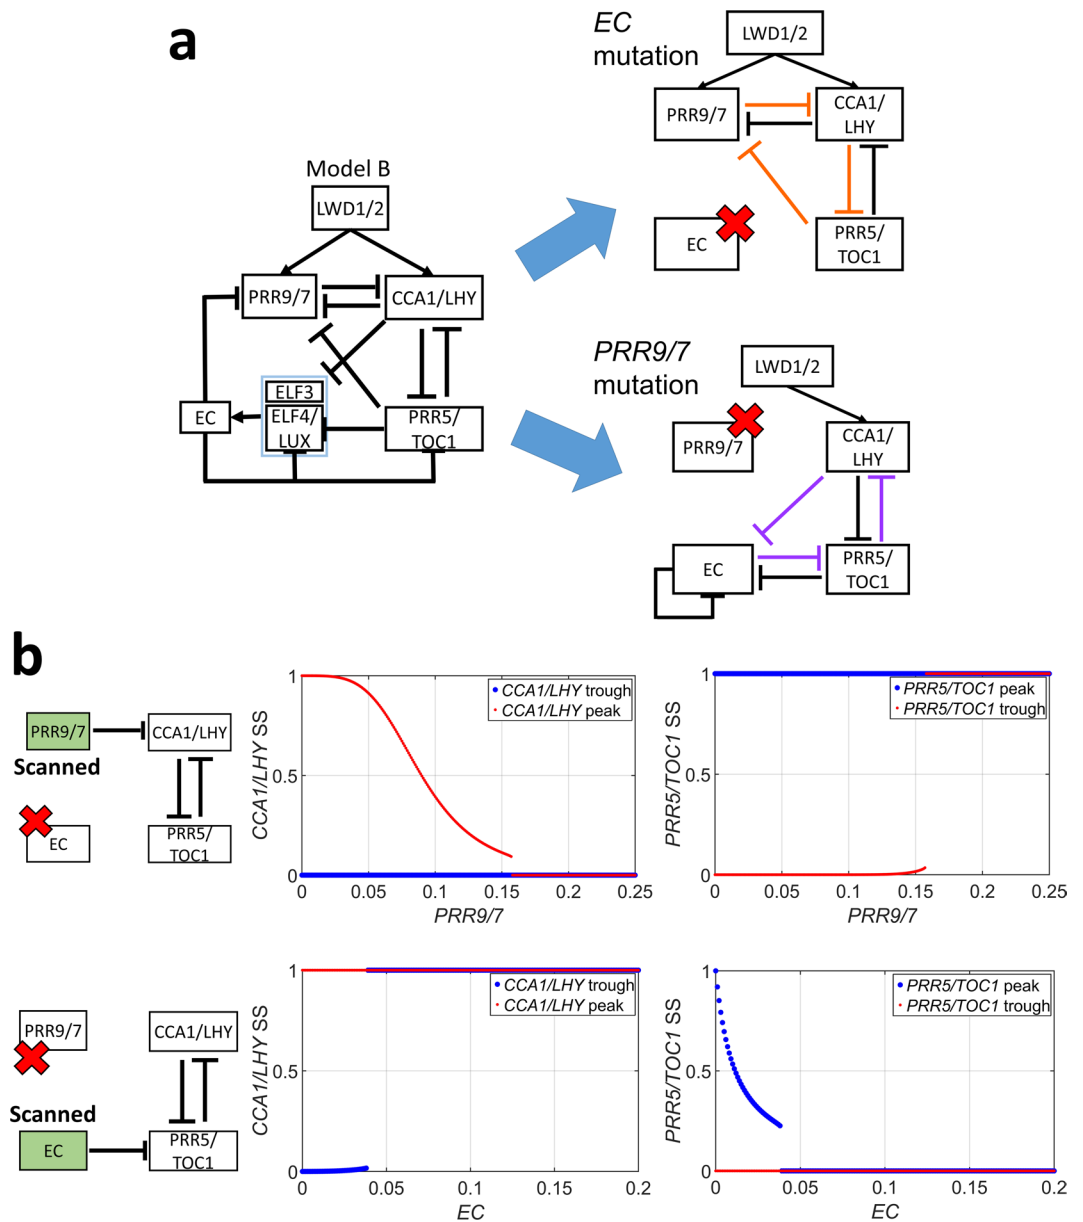 a
EC
mutation
LWD1/2
PRR9/7
CCA1/
LHY
EC
PRR5/
TOC1
Model B
LWD1/2
PRR9/7
CCA1/LHY
ELF3
EC
ELF4/
LUX
PRR5/
TOC1
PRR9/7
mutation
LWD1/2
PRR9/7
CCA1/
LHY
EC
PRR5/
TOC1
b
PRR9/7
CCA1/LHY
Scanned
EC
PRR5/
TOC1
CCA1/LHY SS
1
0.5
0
CCA1/LHY trough
CCA1/LHY peak
0 0.05 0.1 0.15 0.2 0.25
PRR9/7
PRR5/TOC1 SS
1
0.5
0
PRR5/TOC1 peak
PRR5/TOC1 trough
0 0.05 0.1 0.15 0.2 0.25
PRR9/7
PRR9/7
CCA1/LHY
Scanned
EC
PRR5/
TOC1
CCA1/LHY SS
1
0.5
0
CCA1/LHY trough
CCA1/LHY peak
0 0.05 0.1 0.15 0.2
EC
PRR5/TOC1 SS
1
0.5
0
PRR5/TOC1 peak
PRR5/TOC1 trough
0 0.05 0.1 0.15 0.2
EC